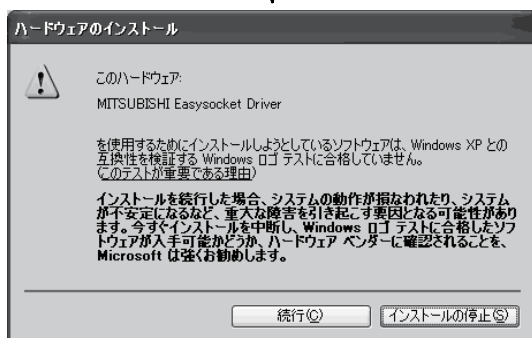 ハードウェアのインストール
このハードウェア:
MITSUBISHI Easysocket Driver
を使用するためにインストールしようとしているソフトウェアは、Windows XP との
互換性を検証する Windows ロゴ テストに合格していません。
(このテストが重要である理由)
インストールを続行した場合、システムの動作が損なわれたり、システム
が不安定になるなど、重大な障害を引き起こす要因となる可能性があり
ます。今すぐインストールを中断し、Windows ロゴ テストに合格したソフ
トウェアが入手可能かどうか、ハードウェア ベンダーに確認されることを、
Microsoft は強くお勧めします。
続行(C)
インストールの停止(S)